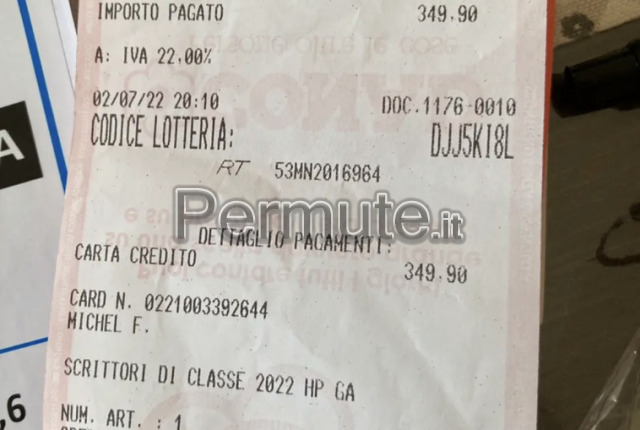 IMPORTO PAGATO 349.90
A: IVA 22,00%
02/07/22 20:10 DOC.1176-0010
CODICE LOTTERIA: DJJ5KI8L
RT 53MN2016964
Permute.it
DETTAGLIO PAGAMENTI:
CARTA CREDITO 349.90
CARD N. 0221003392644
MICHEL F.
SCRITTORI DI CLASSE 2022 HP GA
NUM. ART. : 1
A
,6